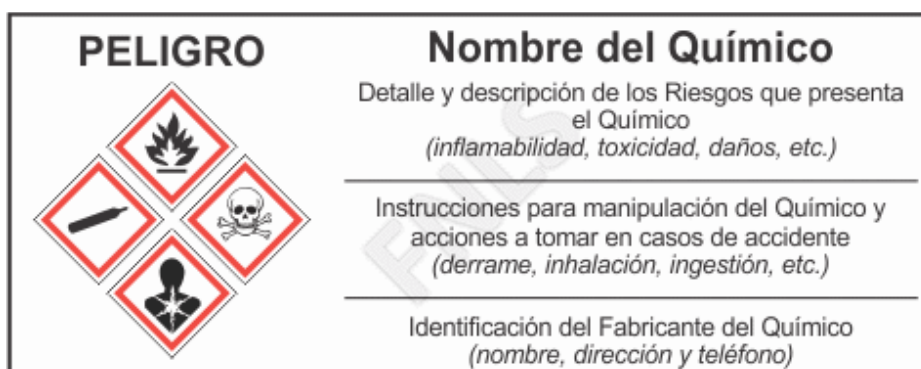 PELIGRO
Nombre del Químico
Detalle y descripción de los Riesgos que presenta
el Químico
(inflamabilidad, toxicidad, daños, etc.)
Instrucciones para manipulación del Químico y
acciones a tomar en casos de accidente
(derrame, inhalación, ingestión, etc.)
Identificación del Fabricante del Químico
(nombre, dirección y teléfono)
FNLS